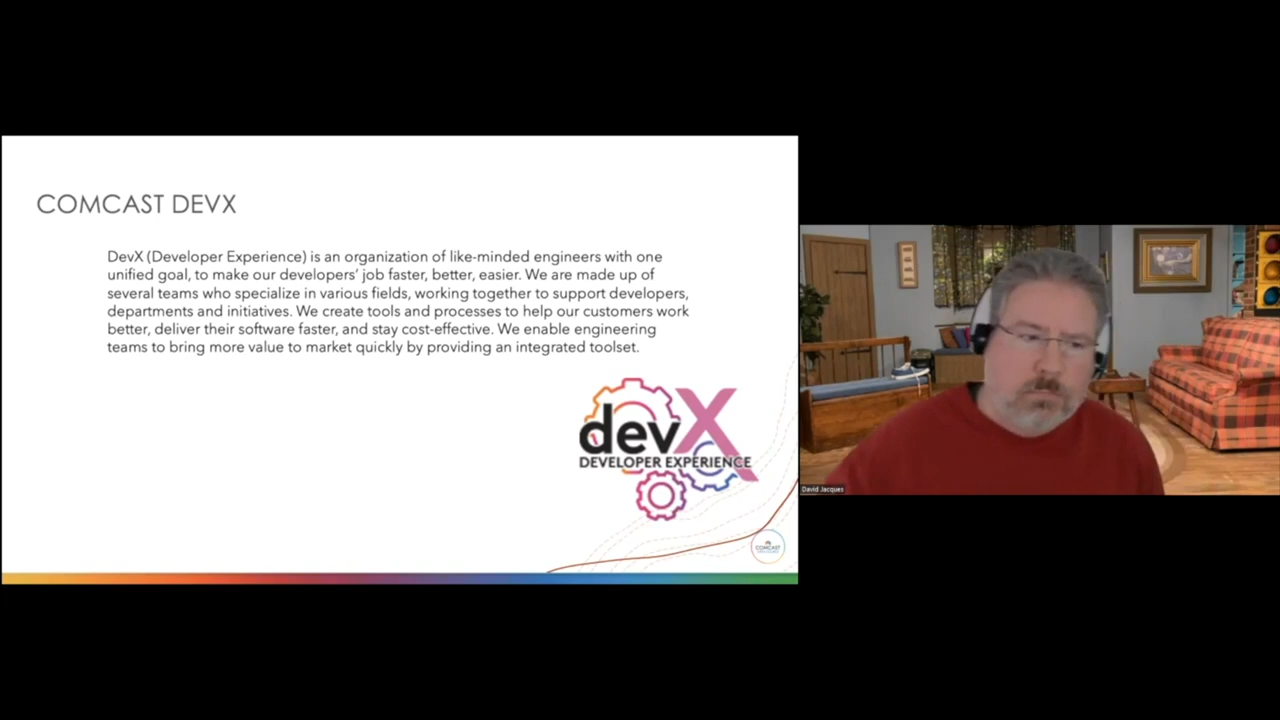 COMCAST DEVX
DevX (Developer Experience) is an organization of like-minded engineers with one
unified goal, to make our developers’ job faster, better, easier. We are made up of
several teams who specialize in various fields, working together to support developers,
departments and initiatives. We create tools and processes to help our customers work
better, deliver their software faster, and stay cost-effective. We enable engineering
teams to bring more value to market quickly by providing an integrated toolset.
devX
DEVELOPER EXPERIENCE
COMCAST
David Jacques